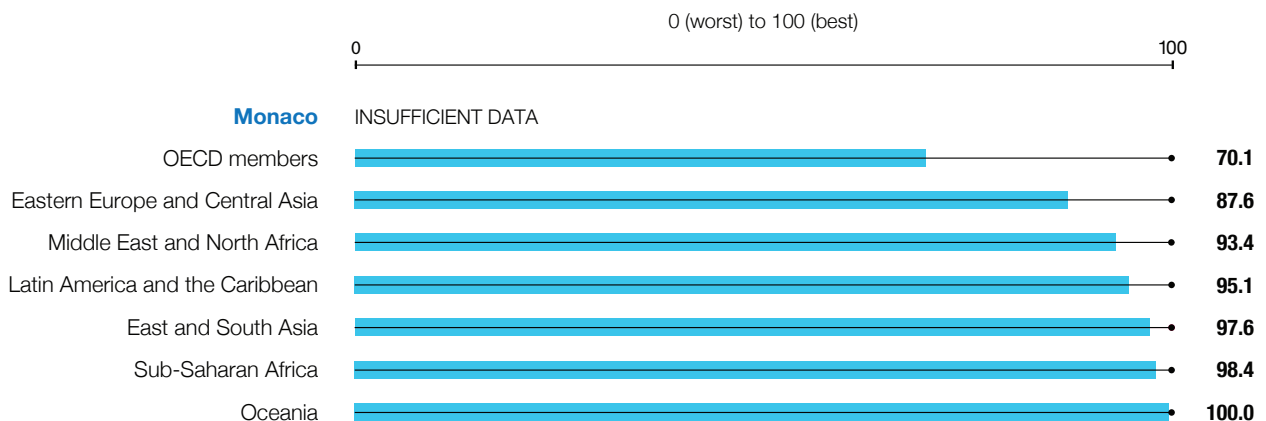 0 (worst) to 100 (best)
0 100
Monaco INSUFFICIENT DATA
OECD members 70.1
Eastern Europe and Central Asia 87.6
Middle East and North Africa 93.4
Latin America and the Caribbean 95.1
East and South Asia 97.6
Sub-Saharan Africa 98.4
Oceania 100.0